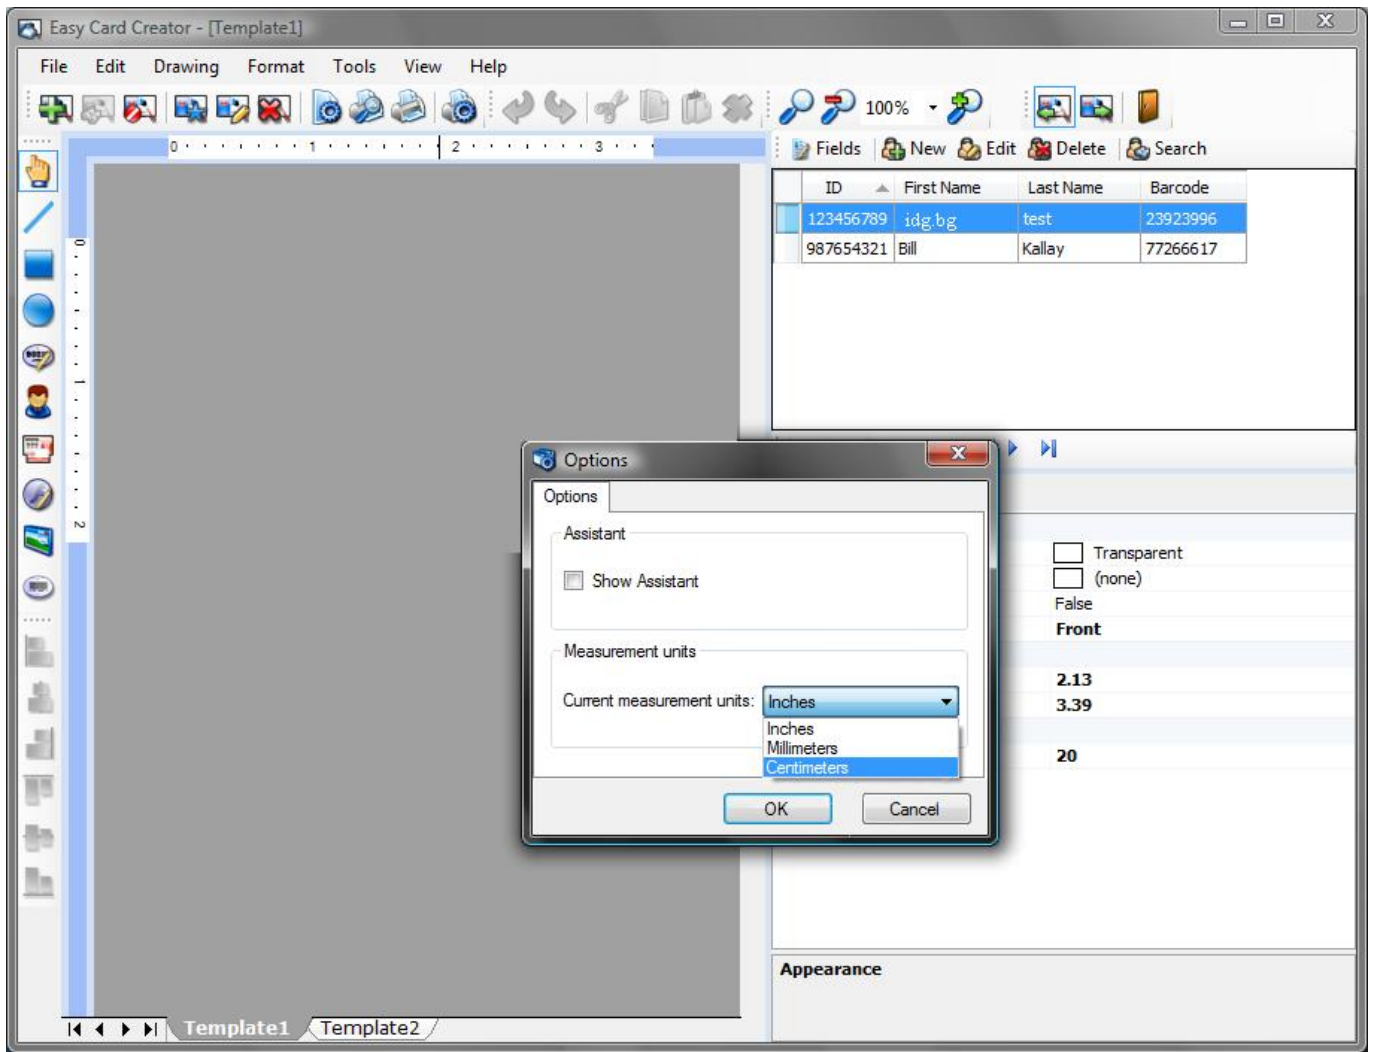 Easy Card Creator - [Template1]
File Edit Drawing Format Tools View Help
100%
0 1 2 3
Fields New Edit Delete Search
ID First Name Last Name Barcode
123456789 idg.bg test 23923996
987654321 Bill Kallay 77266617
0
1
2
Options
Options
Assistant
Show Assistant
Measurement units
Current measurement units: Inches
Inches
Millimeters
Centimeters
OK Cancel
Transparent
(none)
False
Front
2.13
3.39
20
Appearance
Template1 Template2